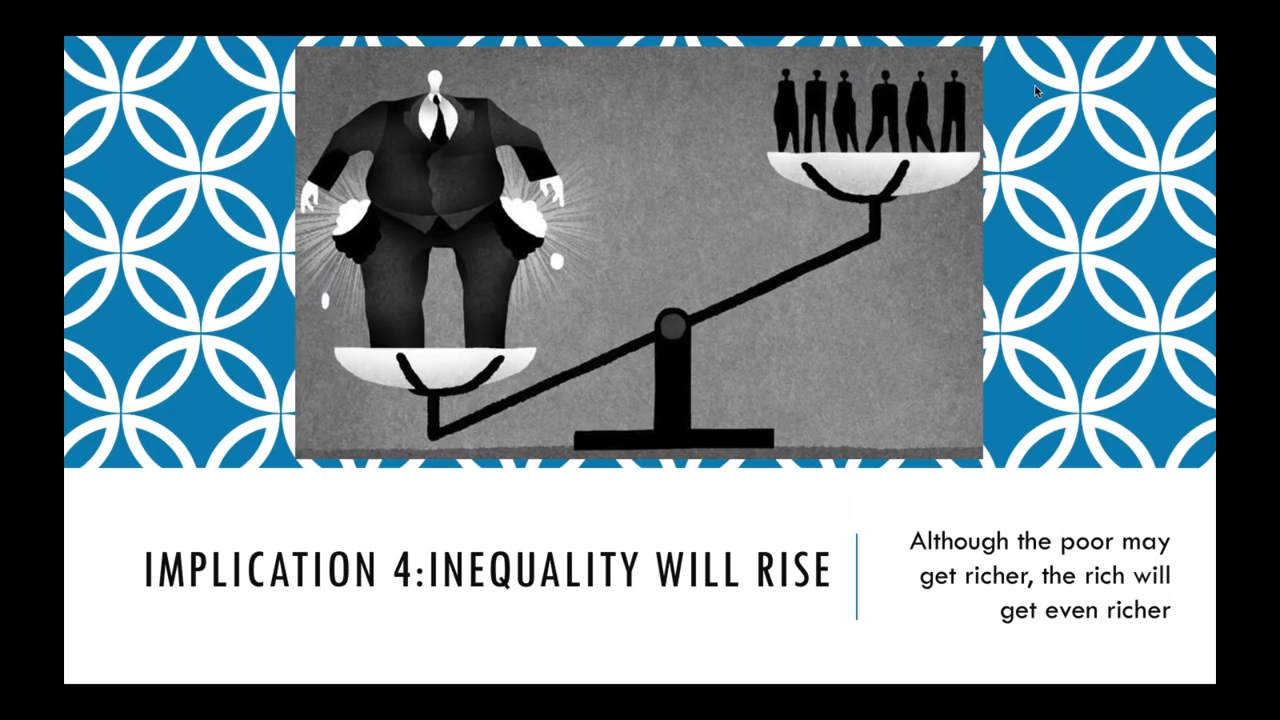 IMPLICATION 4:INEQUALITY WILL RISE
Although the poor may
get richer, the rich will
get even richer